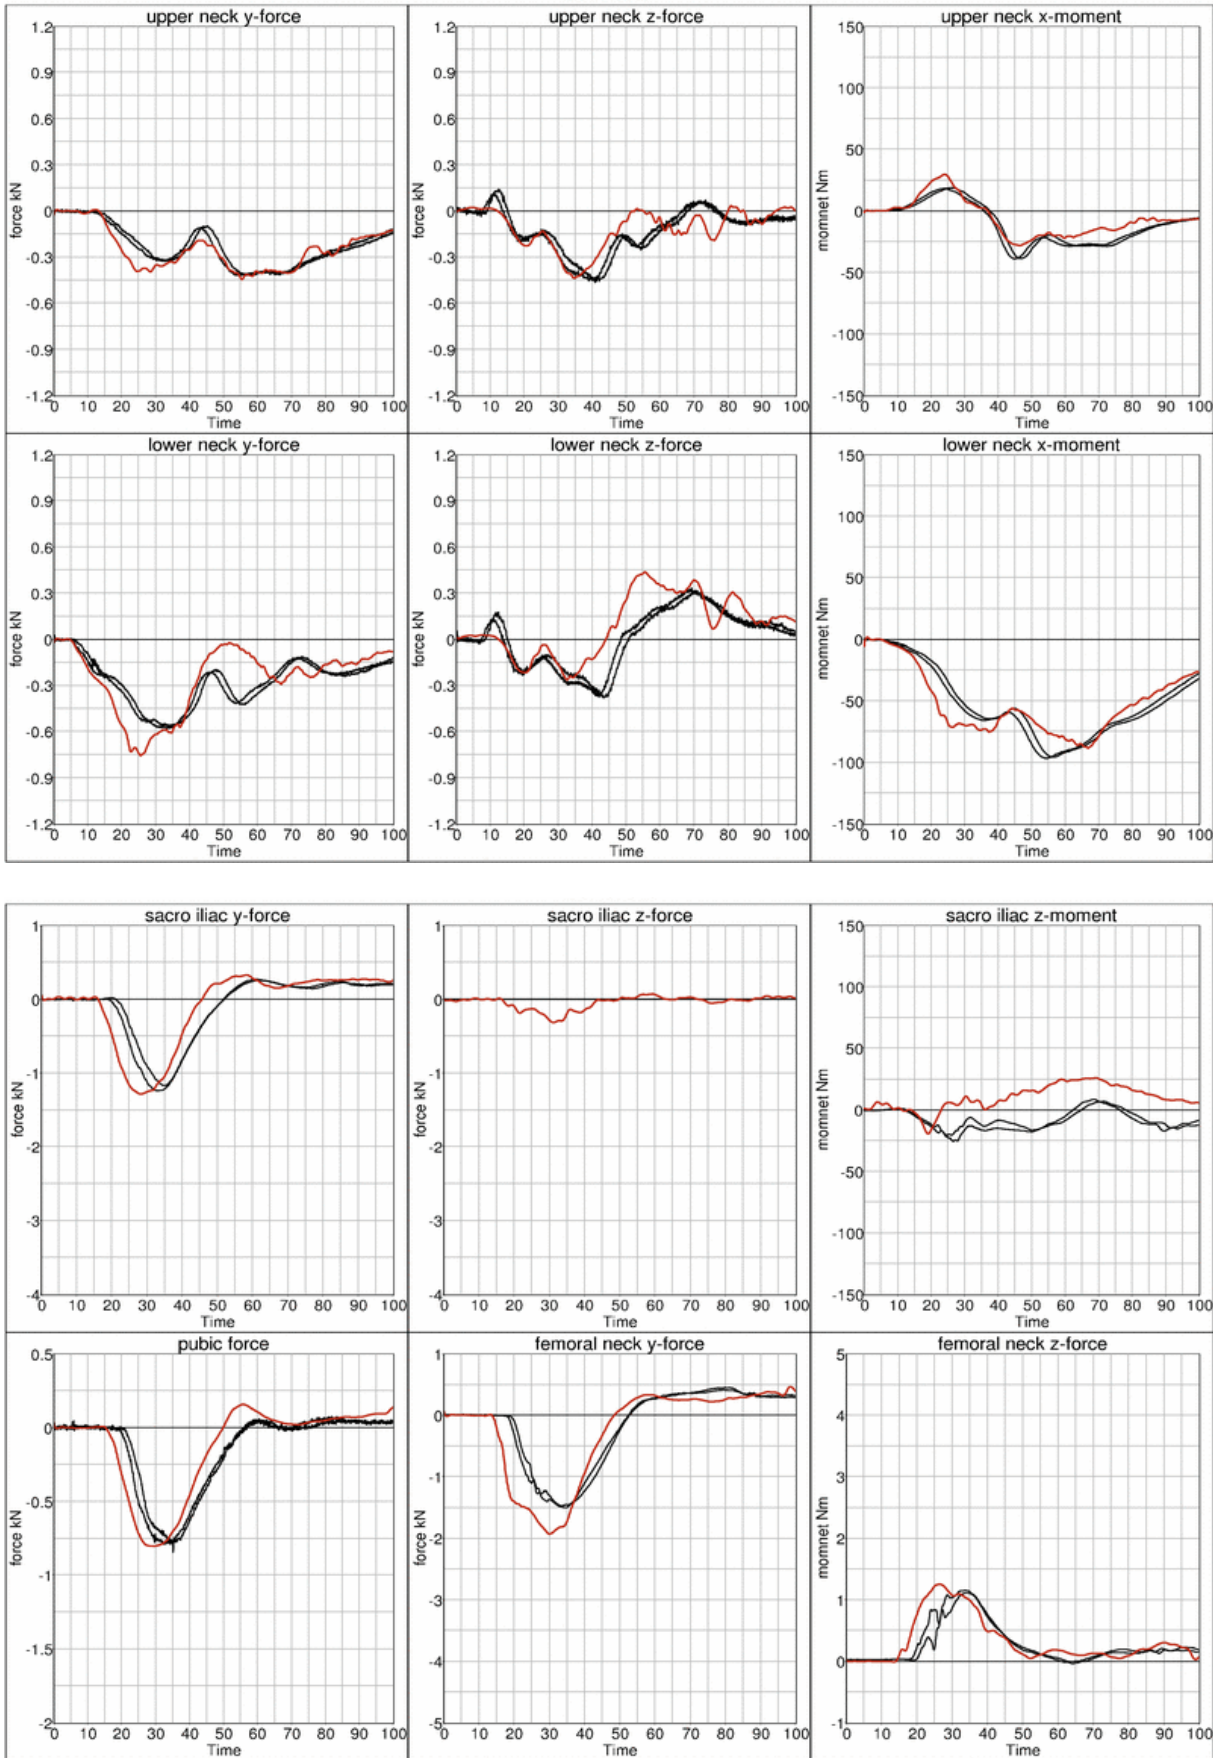 upper neck y-force
upper neck z-force
upper neck x-moment
1.2 0.9 0.6 0.3 0 -0.3 -0.6 -0.9 -1.2
force kN
0 10 20 30 40 50 60 70 80 90 100
Time
1.2 0.9 0.6 0.3 0 -0.3 -0.6 -0.9 -1.2
force kN
0 10 20 30 40 50 60 70 80 90 100
Time
150 100 50 0 -50 -100 -150
momnet Nm
0 10 20 30 40 50 60 70 80 90 100
Time
lower neck y-force
lower neck z-force
lower neck x-moment
1.2 0.9 0.6 0.3 0 -0.3 -0.6 -0.9 -1.2
force kN
0 10 20 30 40 50 60 70 80 90 100
Time
1.2 0.9 0.6 0.3 0 -0.3 -0.6 -0.9 -1.2
force kN
0 10 20 30 40 50 60 70 80 90 100
Time
150 100 50 0 -50 -100 -150
momnet Nm
0 10 20 30 40 50 60 70 80 90 100
Time
sacro iliac y-force
sacro iliac z-force
sacro iliac z-moment
1 0 -1 -2 -3 -4
force kN
0 10 20 30 40 50 60 70 80 90 100
Time
1 0 -1 -2 -3 -4
force kN
0 10 20 30 40 50 60 70 80 90 100
Time
150 100 50 0 -50 -100 -150
momnet Nm
0 10 20 30 40 50 60 70 80 90 100
Time
pubic force
femoral neck y-force
femoral neck z-force
0.5 0 -0.5 -1 -1.5 -2
force kN
0 10 20 30 40 50 60 70 80 90 100
Time
1 0 -1 -2 -3 -4 -5
force kN
0 10 20 30 40 50 60 70 80 90 100
Time
5 4 3 2 1 0 -1
momnet Nm
0 10 20 30 40 50 60 70 80 90 100
Time